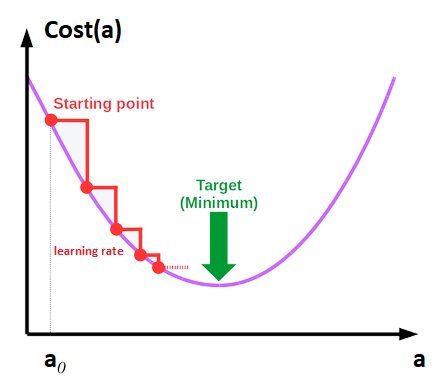 Cost(a)
Starting point
Target
(Minimum)
learning rate
a₀
a